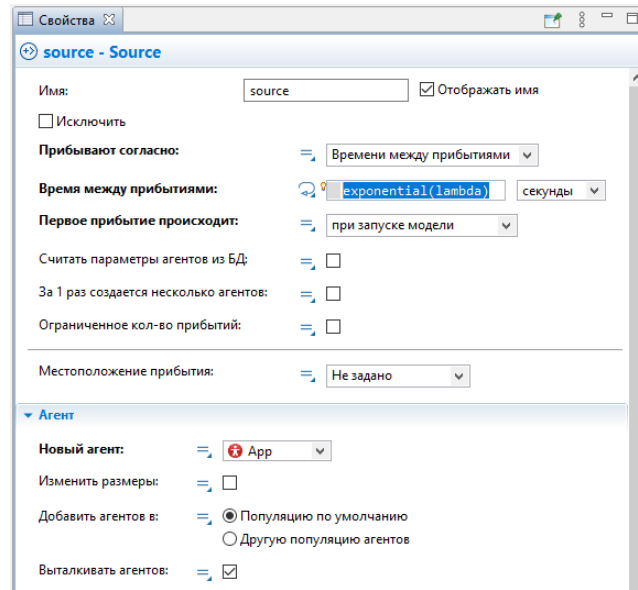 Свойства
source - Source
Имя: source Отображать имя
Исключить
Прибывают согласно: Времени между прибытиями
Время между прибытиями: exponential(lambda) секунды
Первое прибытие происходит: при запуске модели
Считать параметры агентов из БД:
За 1 раз создается несколько агентов:
Ограниченное кол-во прибытий:
Местоположение прибытия: Не задано
Агент
Новый агент: App
Изменить размеры:
Добавить агентов в: Популяцию по умолчанию
Другую популяцию агентов
Выталкивать агентов: